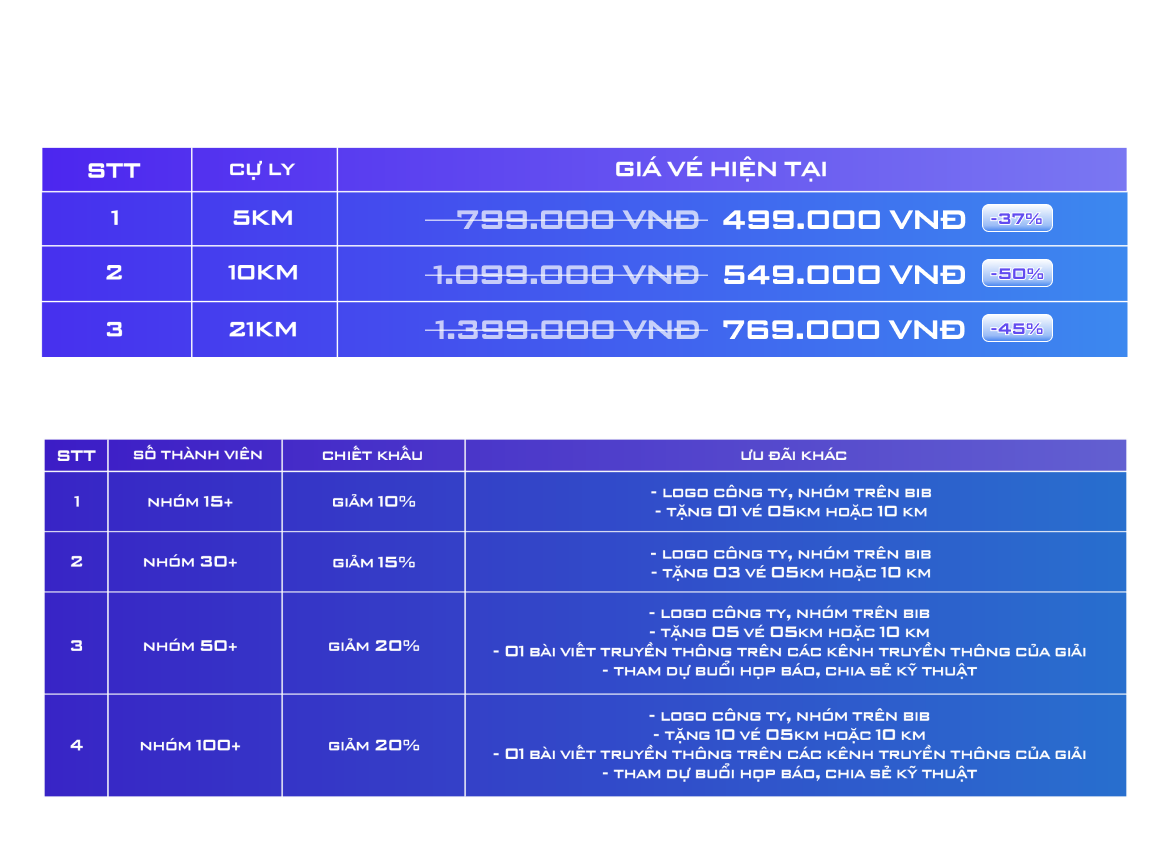 STT CỰ LY GIÁ VÉ HIỆN TẠI
1 5KM 799.000 VNĐ 499.000 VNĐ -37%
2 10KM 1.099.000 VNĐ 549.000 VNĐ -50%
3 21KM 1.399.000 VNĐ 769.000 VNĐ -45%
STT SỐ THÀNH VIÊN CHIẾT KHẤU ƯU ĐÃI KHÁC
1 NHÓM 15+ GIẢM 10%
- LOGO CÔNG TY, NHÓM TRÊN BIB
- TẶNG 01 VÉ 05KM HOẶC 10 KM
2 NHÓM 30+ GIẢM 15%
- LOGO CÔNG TY, NHÓM TRÊN BIB
- TẶNG 03 VÉ 05KM HOẶC 10 KM
3 NHÓM 50+ GIẢM 20%
- LOGO CÔNG TY, NHÓM TRÊN BIB
- TẶNG 05 VÉ 05KM HOẶC 10 KM
- 01 BÀI VIẾT TRUYỀN THÔNG TRÊN CÁC KÊNH TRUYỀN THÔNG CỦA GIẢI
- THAM DỰ BUỔI HỌP BÁO, CHIA SẺ KỸ THUẬT
4 NHÓM 100+ GIẢM 20%
- LOGO CÔNG TY, NHÓM TRÊN BIB
- TẶNG 10 VÉ 05KM HOẶC 10 KM
- 01 BÀI VIẾT TRUYỀN THÔNG TRÊN CÁC KÊNH TRUYỀN THÔNG CỦA GIẢI
- THAM DỰ BUỔI HỌP BÁO, CHIA SẺ KỸ THUẬT